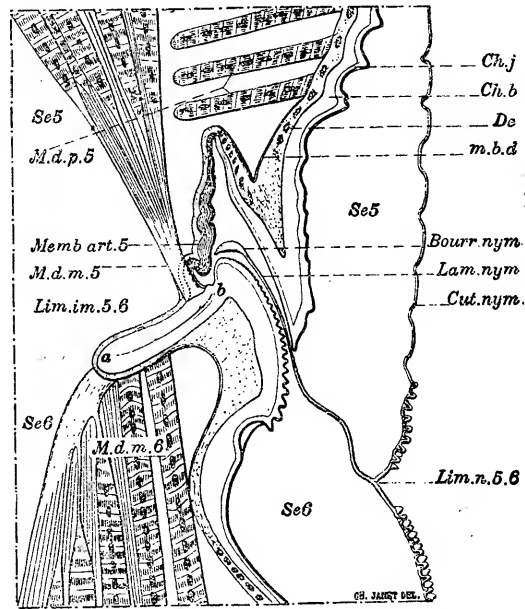 Se5
M.d.p.5
Memb art.5
M.d.m.5
Lim.im.5.6
a
b
Se6
M.d.m.6
Ch.j
Ch.b
De
m.b.d
Se5
Bourr.nym
Lam.nym
Cut.nym
Lim.n.5.6
Se6
CH. JANET DEL.